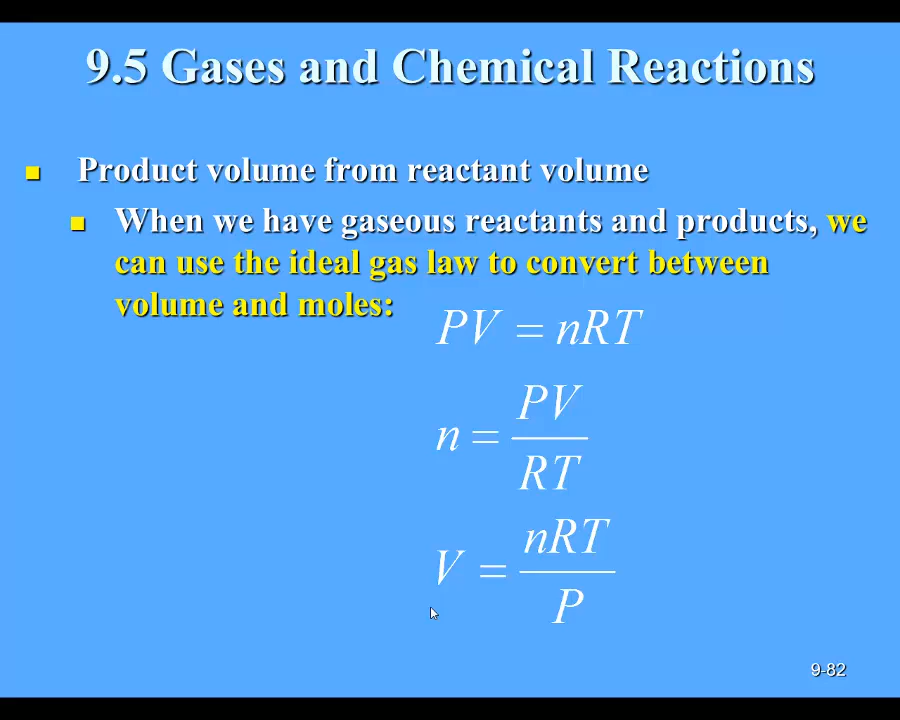 9.5 Gases and Chemical Reactions
Product volume from reactant volume
When we have gaseous reactants and products, we
can use the ideal gas law to convert between
volume and moles:
PV = nRT
n = PV/RT
V = nRT/P
9-82